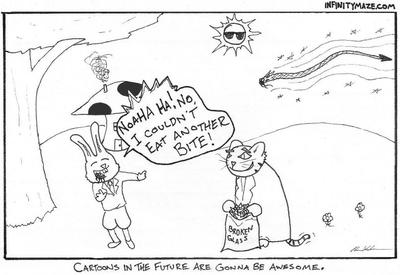 INFINITYMAZE.COM
NOAHA HA! NO,
I COULDN'T
EAT ANOTHER
BITE!
BROKEN
GLASS
CARTOONS IN THE FUTURE ARE GONNA BE AWESOME.